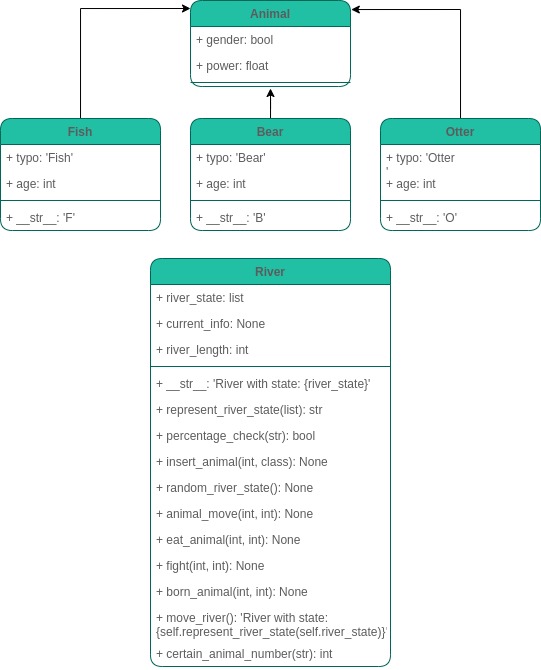 Animal
+ gender: bool
+ power: float
Fish
+ typo: 'Fish'
+ age: int
+ __str__: 'F'
Bear
+ typo: 'Bear'
+ age: int
+ __str__: 'B'
Otter
+ typo: 'Otter
'
+ age: int
+ __str__: 'O'
River
+ river_state: list
+ current_info: None
+ river_length: int
+ __str__: 'River with state: {river_state}'
+ represent_river_state(list): str
+ percentage_check(str): bool
+ insert_animal(int, class): None
+ random_river_state(): None
+ animal_move(int, int): None
+ eat_animal(int, int): None
+ fight(int, int): None
+ born_animal(int, int): None
+ move_river(): 'River with state:
{self.represent_river_state(self.river_state)}'
+ certain_animal_number(str): int